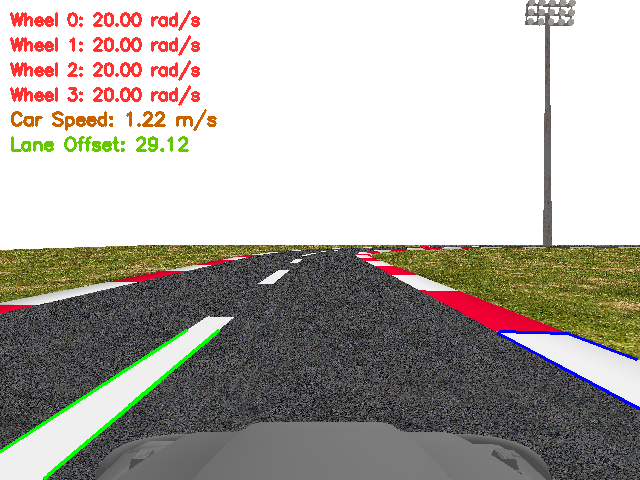 Wheel 0: 20.00 rad/s
Wheel 1: 20.00 rad/s
Wheel 2: 20.00 rad/s
Wheel 3: 20.00 rad/s
Car Speed: 1.22 m/s
Lane Offset: 29.12